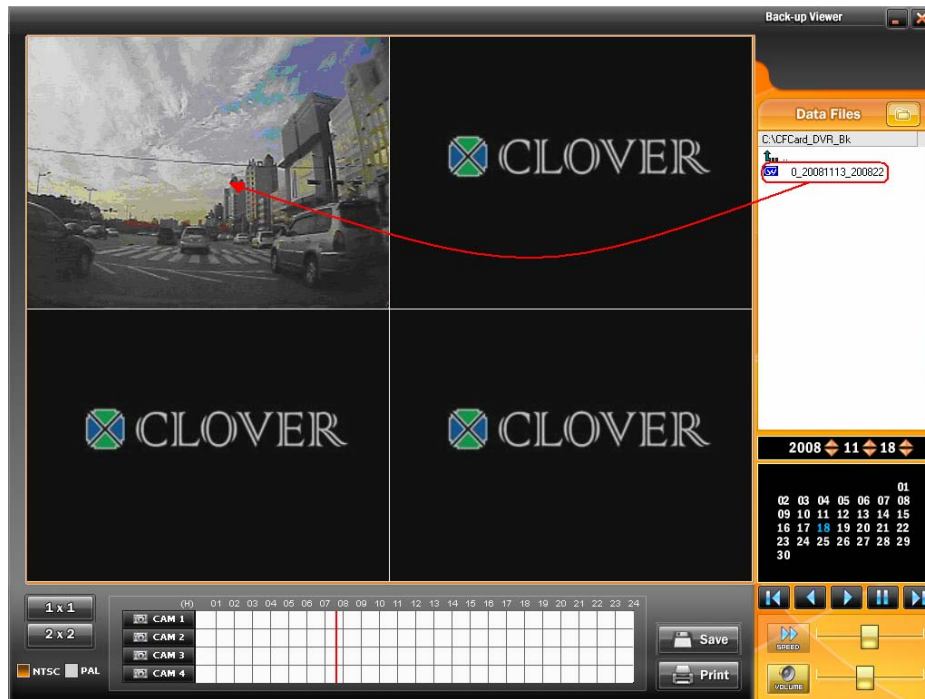 Back-up Viewer
CLOVER
Data Files
C:\CFCard_DVR_Bk
..
0_20081113_200822
CLOVER
CLOVER
2008 11 18
01
02 03 04 05 06 07 08
09 10 11 12 13 14 15
16 17 18 19 20 21 22
23 24 25 26 27 28 29
30
1 x 1
2 x 2
NTSC PAL
(H) 01 02 03 04 05 06 07 08 09 10 11 12 13 14 15 16 17 18 19 20 21 22 23 24
CAM 1
CAM 2
CAM 3
CAM 4
Save
Print
SPEED
VOLUME